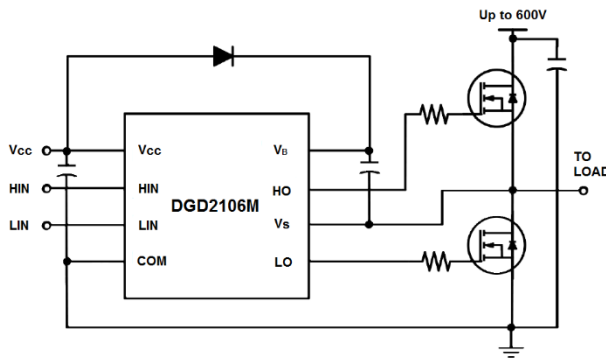 Up to 600V
Vcc
Vcc
VB
TO
LOAD
HIN
HIN
HO
DGD2106M
LIN
LIN
Vs
COM
LO